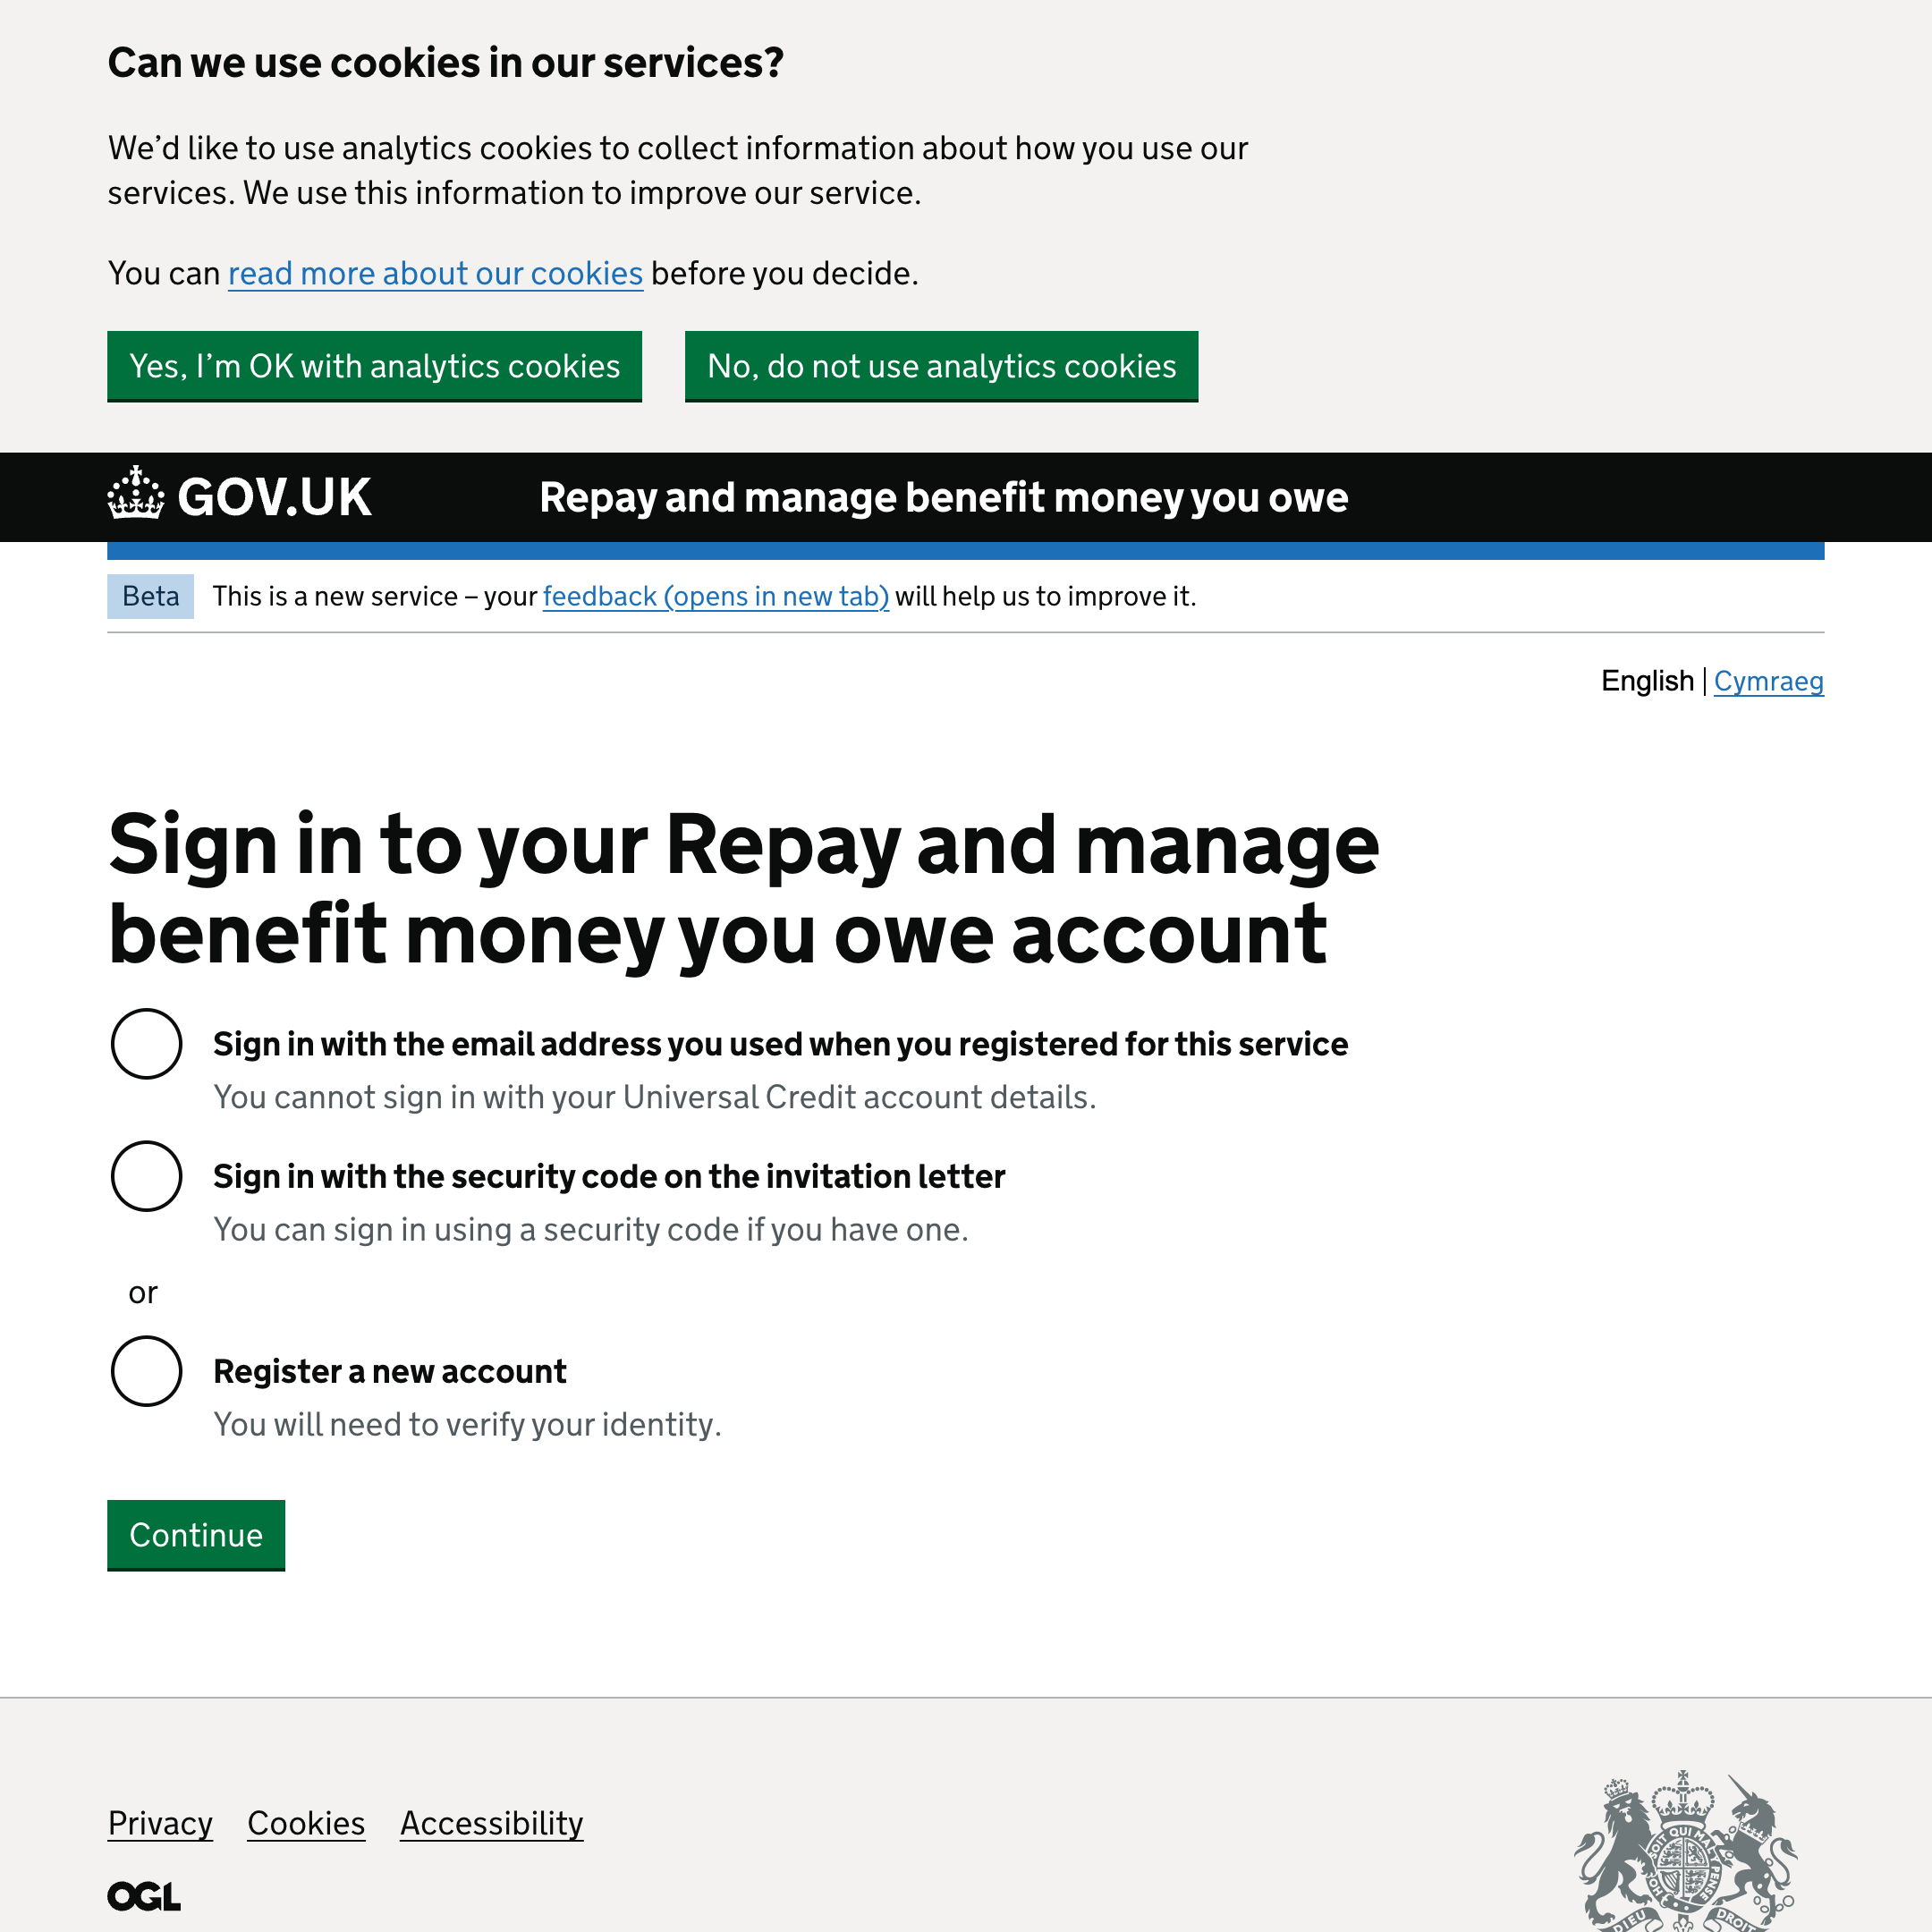 Can we use cookies in our services?
We’d like to use analytics cookies to collect information about how you use our
services. We use this information to improve our service.
You can read more about our cookies before you decide.
Yes, I’m OK with analytics cookies
No, do not use analytics cookies
GOV.UK
Repay and manage benefit money you owe
Beta
This is a new service – your feedback (opens in new tab) will help us to improve it.
English | Cymraeg
Sign in to your Repay and manage
benefit money you owe account
Sign in with the email address you used when you registered for this service
You cannot sign in with your Universal Credit account details.
Sign in with the security code on the invitation letter
You can sign in using a security code if you have one.
or
Register a new account
You will need to verify your identity.
Continue
Privacy
Cookies
Accessibility
OGL
SOIT QUI MAL
PENSE
DIEU
DROIT